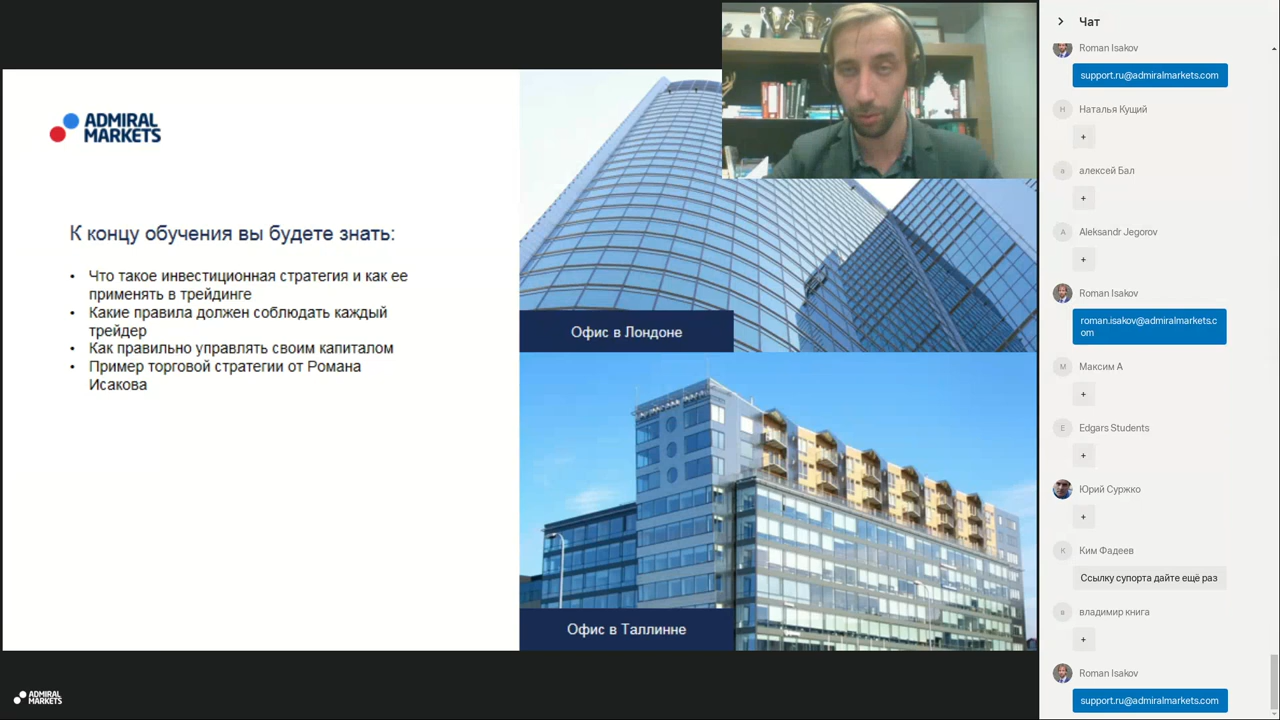 ADMIRAL
MARKETS
К концу обучения вы будете знать:
• Что такое инвестиционная стратегия и как ее
применять в трейдинге
• Какие правила должен соблюдать каждый
трейдер
• Как правильно управлять своим капиталом
• Пример торговой стратегии от Романа
Исакова
Офис в Лондоне
Офис в Таллинне
ADMIRAL
MARKETS
Чат
Roman Isakov
support.ru@admiralmarkets.com
Н
Наталья Кущий
+
а
алексей Бал
+
A
Aleksandr Jegorov
+
Roman Isakov
roman.isakov@admiralmarkets.c
om
М
Максим А
+
E
Edgars Students
+
Юрий Суржко
+
К
Ким Фадеев
Ссылку супорта дайте ещё раз
в
владимир книга
+
Roman Isakov
support.ru@admiralmarkets.com